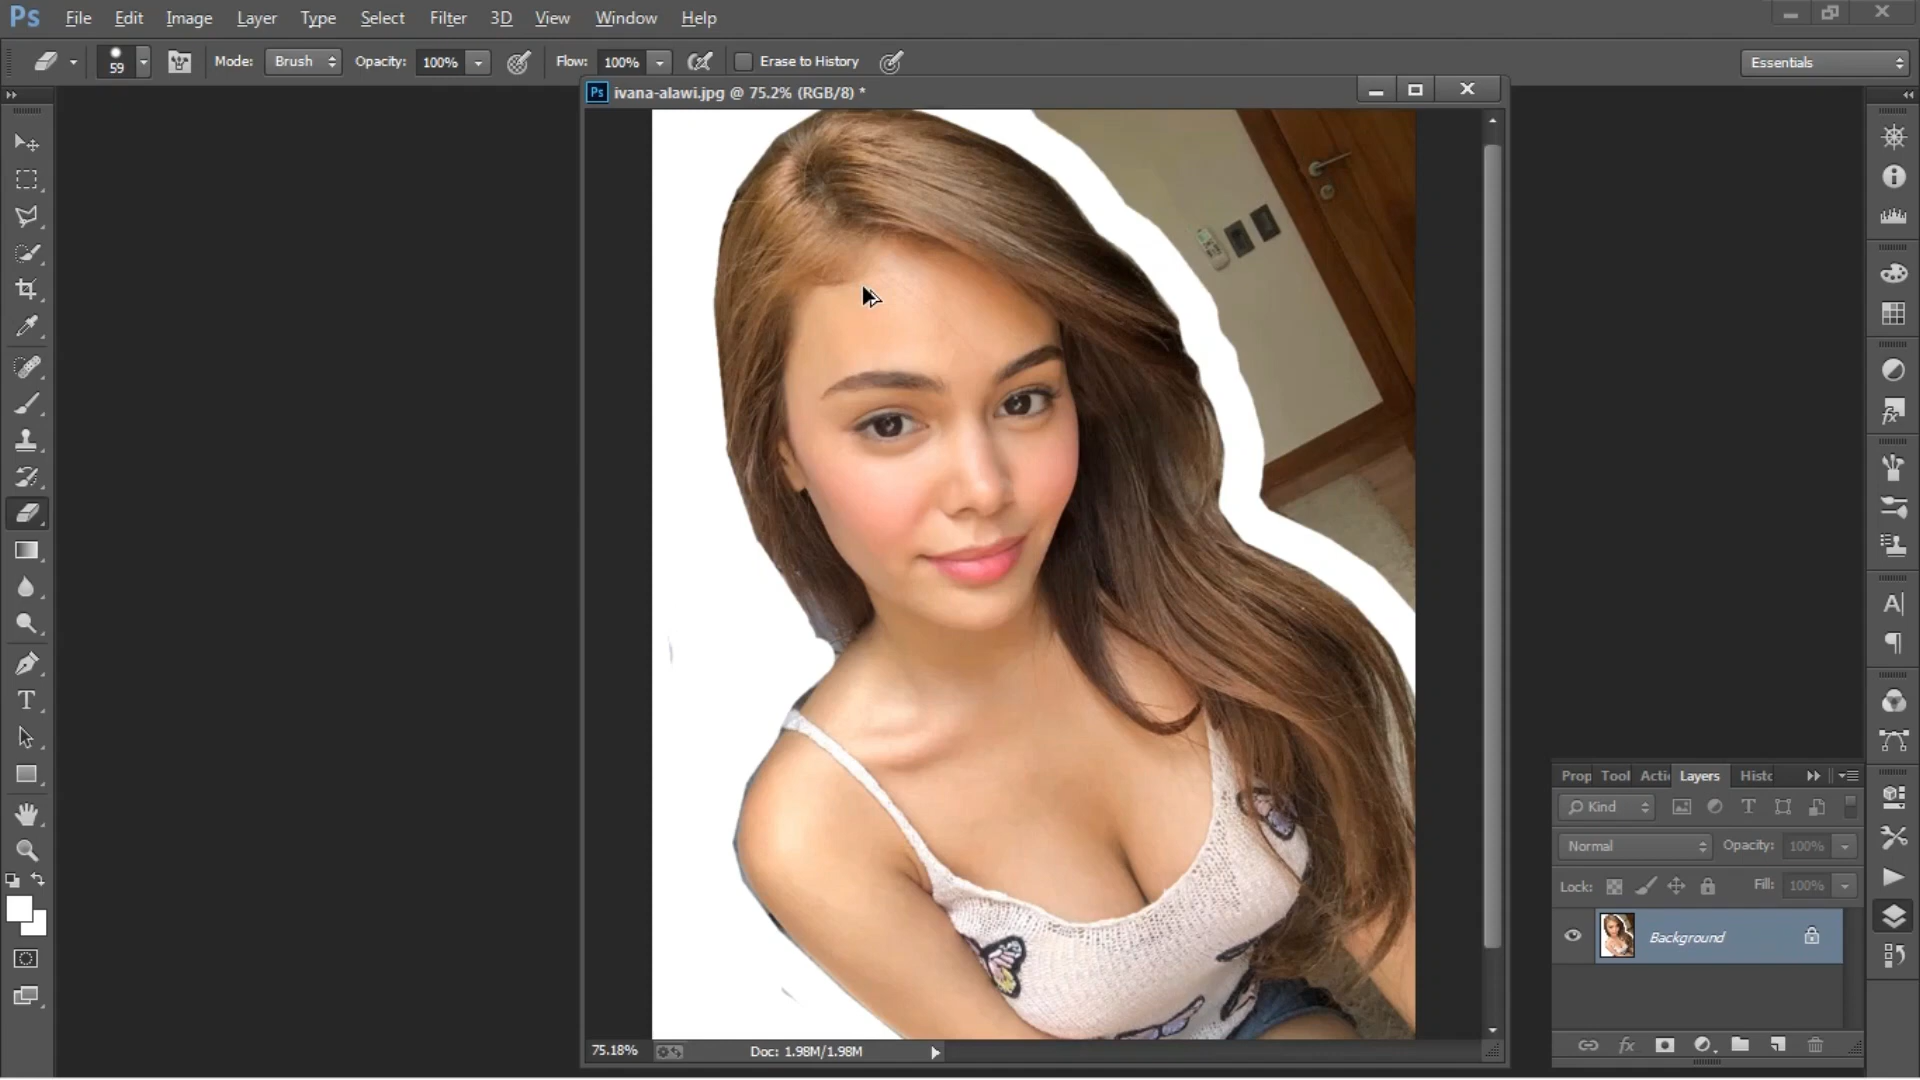 Ps File Edit Image Layer Type Select Filter 3D View Window Help
59 Mode: Brush Opacity: 100% Flow: 100% Erase to History Essentials
Ps ivana-alawi.jpg @ 75.2% (RGB/8) *
Prop Tool Actio Layers Histo
Kind
Normal Opacity: 100%
Lock: Fill: 100%
Background
75.18% Doc: 1.98M/1.98M